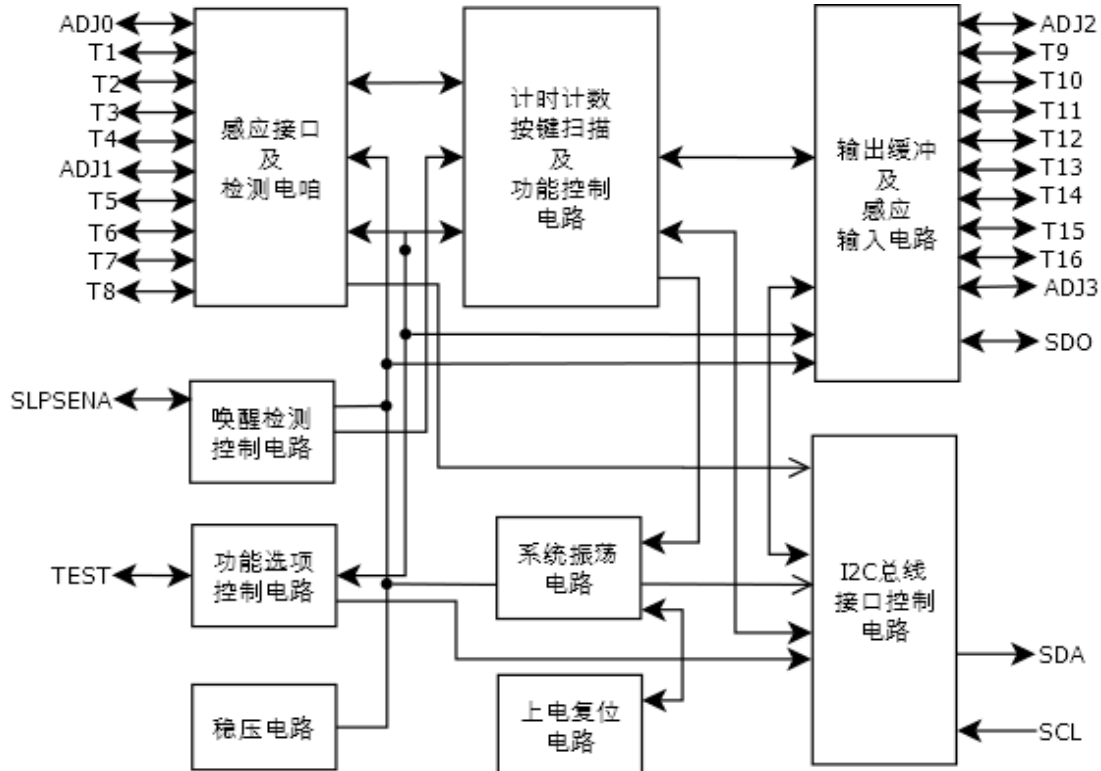 ADJ0
T1
T2
T3
T4
ADJ1
T5
T6
T7
T8
感应接口
及
检测电咱
计时计数
按键扫描
及
功能控制
电路
输出缓冲
及
感应
输入电路
ADJ2
T9
T10
T11
T12
T13
T14
T15
T16
ADJ3
SDO
SLPSENA
唤醒检测
控制电路
TEST
功能选项
控制电路
系统振荡
电路
I2C总线
接口控制
电路
SDA
SCL
稳压电路
上电复位
电路